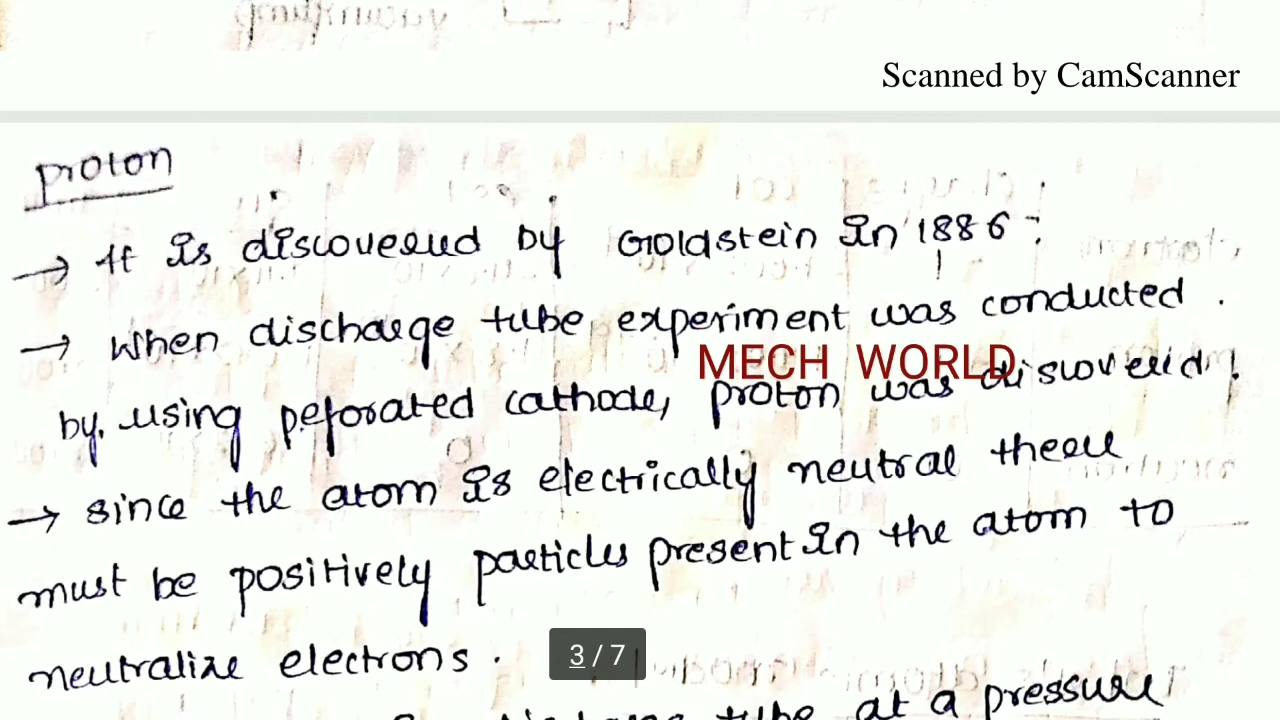 Scanned by CamScanner
Proton
→ It is discovered by Goldstein in 1886.
→ When discharge tube experiment was conducted.
MECH WORLD
by using peforated cathode, proton was discovered.
→ since the atom is electrically neutral there
must be positively particles present in the atom to
neutralize electrons.
3 / 7
tube at a pressure